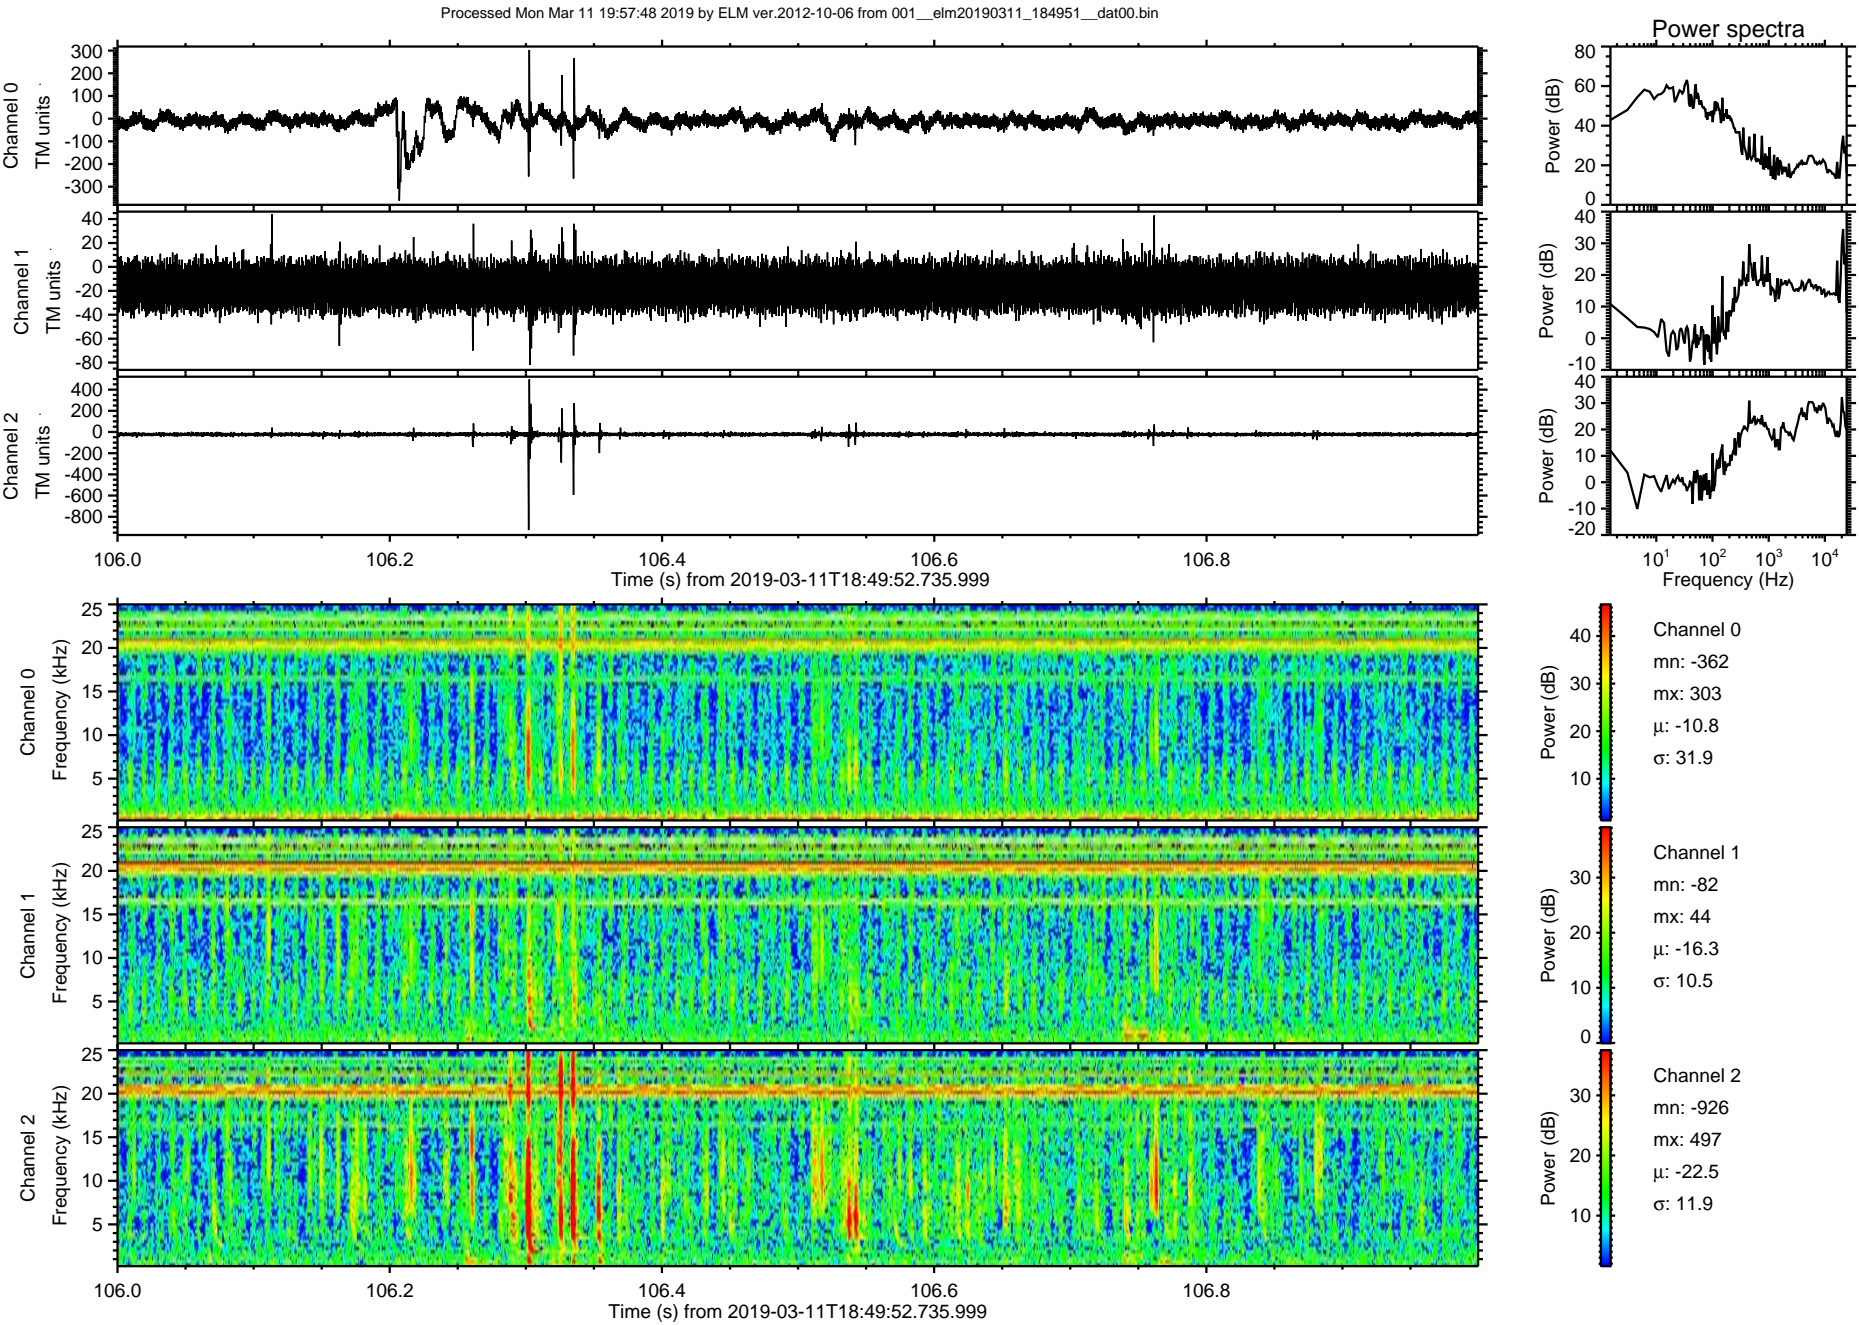 Processed Mon Mar 11 19:57:48 2019 by ELM ver.2012-10-06 from 001__elm20190311_184951__dat00.bin
Power spectra
Channel 0
TM units
300
200
100
0
-100
-200
-300
Power (dB)
80
60
40
20
0
Channel 1
TM units
40
20
0
-20
-40
-60
-80
Power (dB)
40
30
20
10
0
-10
Channel 2
TM units
400
200
0
-200
-400
-600
-800
Power (dB)
40
30
20
10
0
-10
-20
106.0 106.2 106.4 106.6 106.8
Time (s) from 2019-03-11T18:49:52.735.999
10¹ 10² 10³ 10⁴
Frequency (Hz)
Channel 0
Frequency (kHz)
25
20
15
10
5
Power (dB)
40
30
20
10
Channel 0
mn: -362
mx: 303
μ: -10.8
σ: 31.9
Channel 1
Frequency (kHz)
25
20
15
10
5
Power (dB)
30
20
10
0
Channel 1
mn: -82
mx: 44
μ: -16.3
σ: 10.5
Channel 2
Frequency (kHz)
25
20
15
10
5
Power (dB)
30
20
10
Channel 2
mn: -926
mx: 497
μ: -22.5
σ: 11.9
106.0 106.2 106.4 106.6 106.8
Time (s) from 2019-03-11T18:49:52.735.999